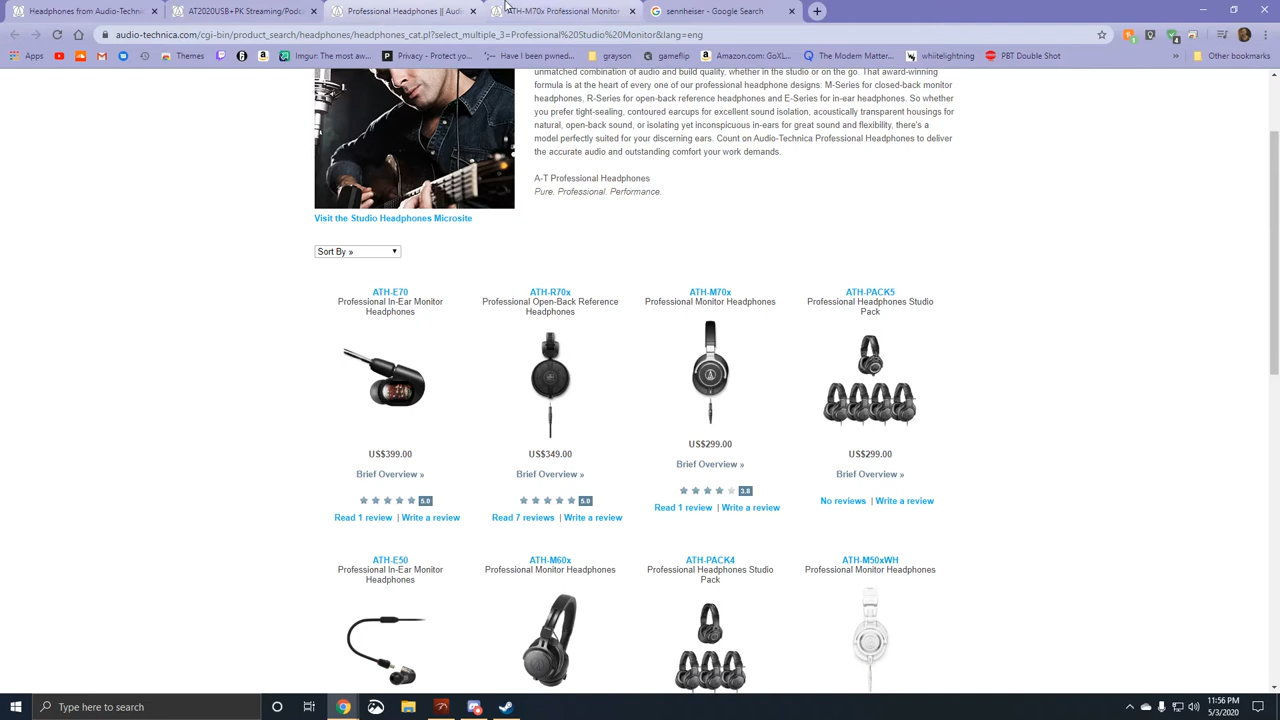 Home Page || Audio-Technica US
AT2020USB+PK Streaming/Podcas
Professional Headphones || Audio
ATH-M70x Professional Monitor
Greifenseher - Google Search
audio-technica.com/cgi-bin/product_search/headphones/headphones_cat.pl?select_multiple_3=Professional%20Studio%20Monitor&lang=eng
Apps
Themes
Imgur: The most aw...
Privacy - Protect yo...
Have I been pwned...
grayson
gameflip
Amazon.com: GoXL...
The Modern Matter...
whiitelightning
PBT Double Shot
»
Other bookmarks
unmatched combination of audio and build quality, whether in the studio or on the go. That award-winning
formula is at the heart of every one of our professional headphone designs: M-Series for closed-back monitor
headphones, R-Series for open-back reference headphones and E-Series for in-ear headphones. So whether
you prefer tight-sealing, contoured earcups for excellent sound isolation, acoustically transparent housings for
natural, open-back sound, or isolating yet inconspicuous in-ears for great sound and flexibility, there's a
model perfectly suited for your discerning ears. Count on Audio-Technica Professional Headphones to deliver
the accurate audio and outstanding comfort your work demands.
A-T Professional Headphones
Pure. Professional. Performance.
Visit the Studio Headphones Microsite
Sort By »
ATH-E70
Professional In-Ear Monitor
Headphones
US$399.00
Brief Overview »
5.0
Read 1 review | Write a review
ATH-R70x
Professional Open-Back Reference
Headphones
US$349.00
Brief Overview »
5.0
Read 7 reviews | Write a review
ATH-M70x
Professional Monitor Headphones
US$299.00
Brief Overview »
3.8
Read 1 review | Write a review
ATH-PACK5
Professional Headphones Studio
Pack
US$299.00
Brief Overview »
No reviews | Write a review
ATH-E50
Professional In-Ear Monitor
Headphones
ATH-M60x
Professional Monitor Headphones
ATH-PACK4
Professional Headphones Studio
Pack
ATH-M50xWH
Professional Monitor Headphones
Type here to search
11:56 PM
5/3/2020